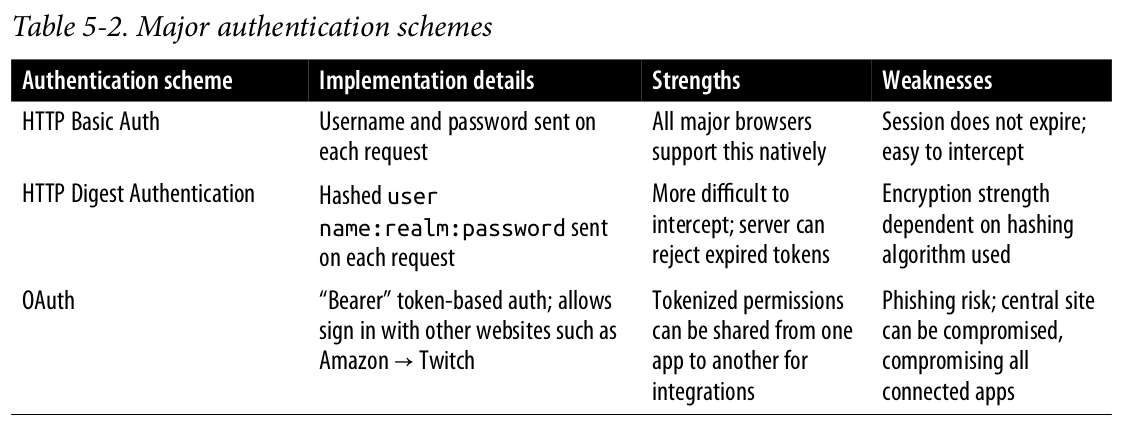 Table 5-2. Major authentication schemes
Authentication scheme Implementation details Strengths Weaknesses
HTTP Basic Auth
Username and password sent on
each request
All major browsers
support this natively
Session does not expire;
easy to intercept
HTTP Digest Authentication
Hashed user
name:realm:password sent
on each request
More difficult to
intercept; server can
reject expired tokens
Encryption strength
dependent on hashing
algorithm used
OAuth
“Bearer” token-based auth; allows
sign in with other websites such as
Amazon → Twitch
Tokenized permissions
can be shared from one
app to another for
integrations
Phishing risk; central site
can be compromised,
compromising all
connected apps